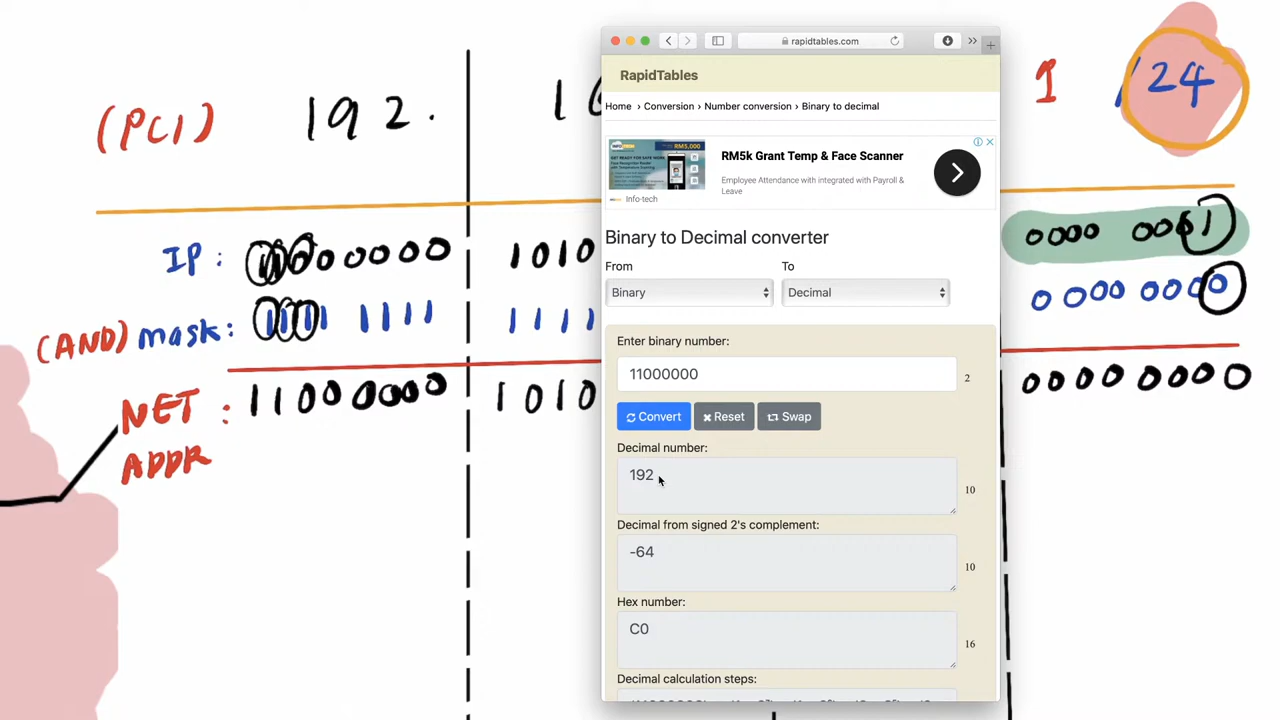 rapidtables.com
RapidTables
Home › Conversion › Number conversion › Binary to decimal
RM5,000
RM5k Grant Temp & Face Scanner
Employee Attendance with integrated with Payroll &
Leave
Info-tech
Binary to Decimal converter
From To
Binary Decimal
Enter binary number:
11000000
2
Convert Reset Swap
Decimal number:
192
10
Decimal from signed 2's complement:
-64
10
Hex number:
C0
16
Decimal calculation steps:
(PC1) 192. 1 1 /24
IP: 11000000 1010 0000 0001
(AND) mask: 1111 1111 1111 0000 0000
NET : 11000000 1010 0000 0000
ADDR